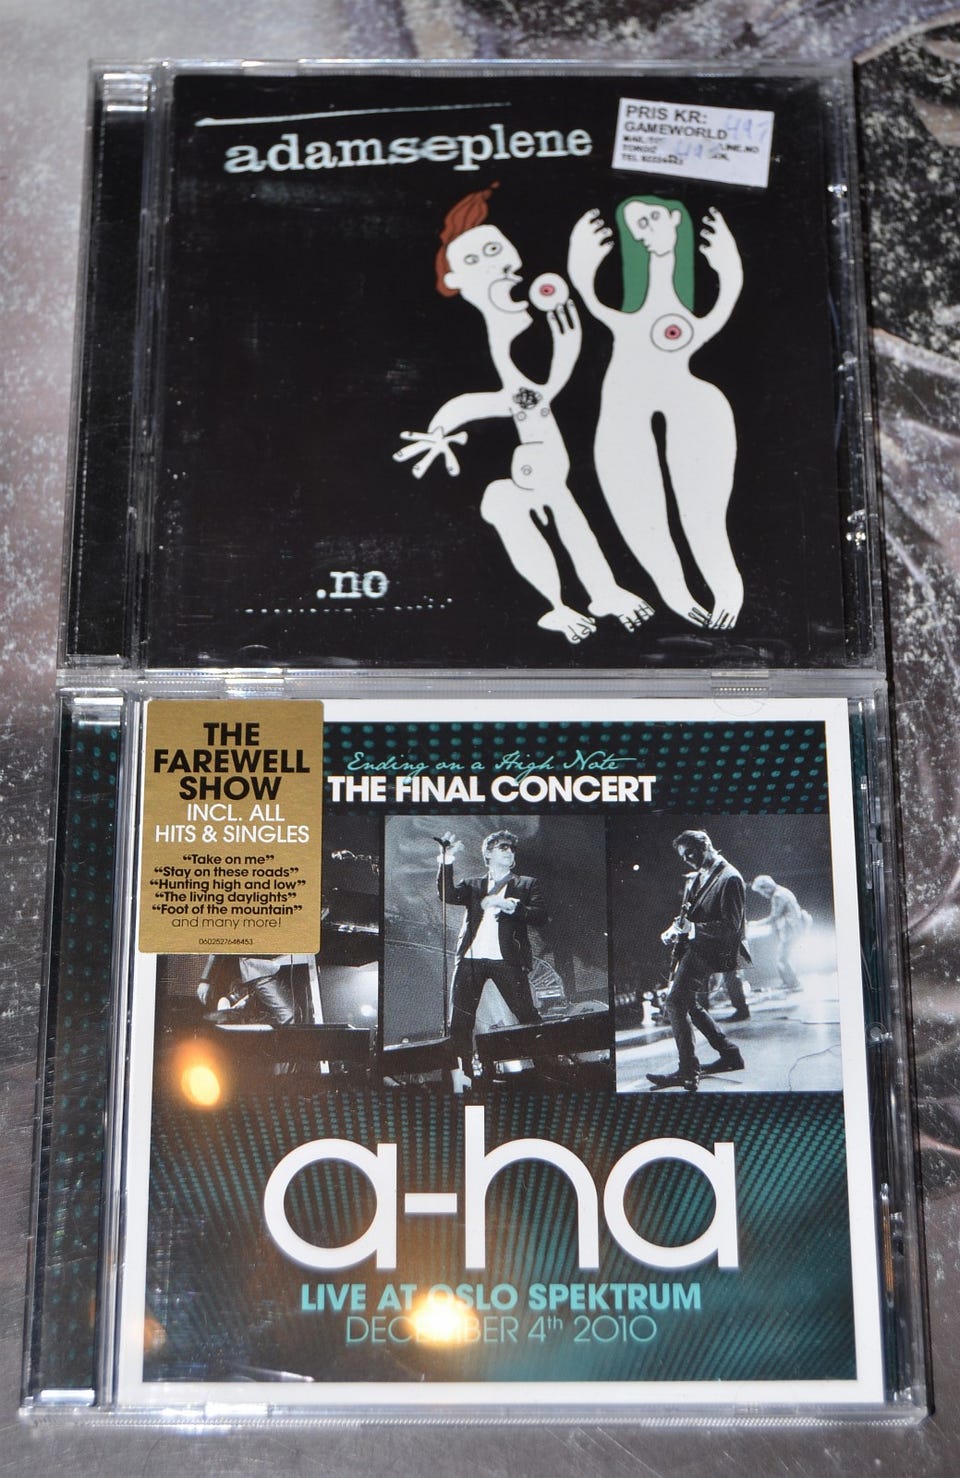 adamseplene
PRIS KR:
GAMEWORLD
.no
THE
FAREWELL
SHOW
INCL. ALL
HITS & SINGLES
“Take on me”
“Stay on these roads”
“Hunting high and low”
“The living daylights”
“Foot of the mountain”
and many more!
0602527648453
Ending on a High Note
THE FINAL CONCERT
a-ha
LIVE AT OSLO SPEKTRUM
DECEMBER 4th 2010